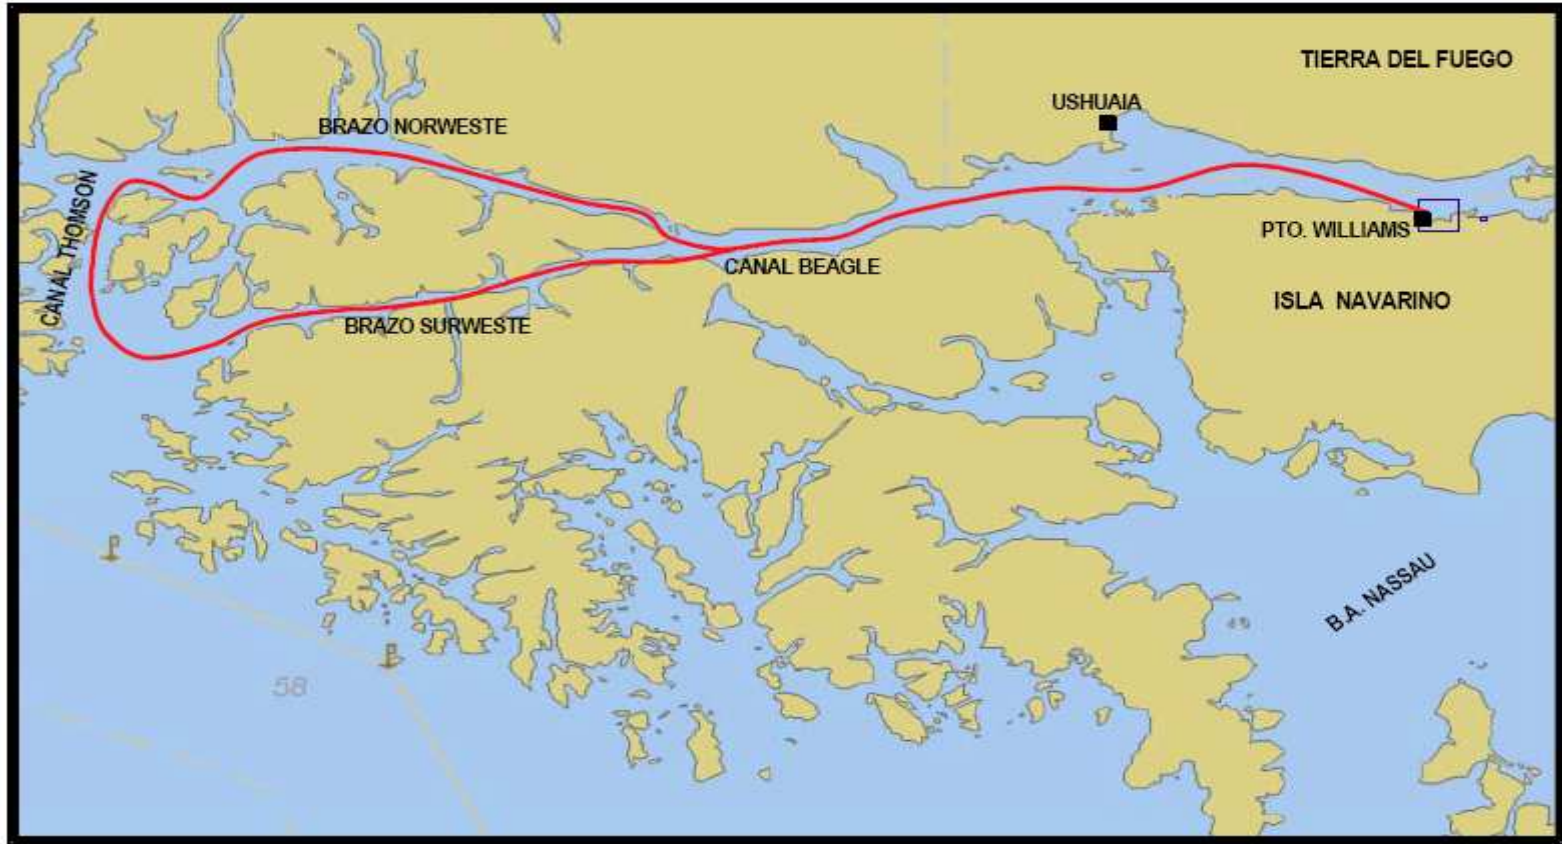 TIERRA DEL FUEGO
USHUAIA
BRAZO NORWESTE
CANAL THOMSON
PTO. WILLIAMS
CANAL BEAGLE
ISLA NAVARINO
BRAZO SURWESTE
B.A. NASSAU
58